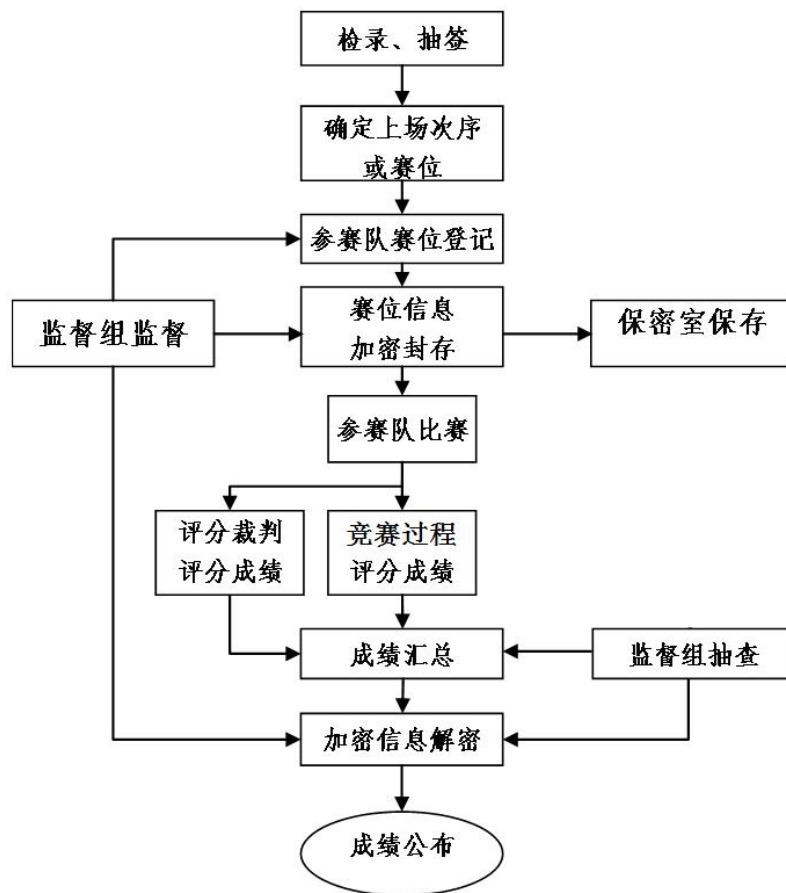 检录、抽签
确定上场次序
或赛位
参赛队赛位登记
监督组监督
赛位信息
加密封存
保密室保存
参赛队比赛
评分裁判
评分成绩
竞赛过程
评分成绩
成绩汇总
监督组抽查
加密信息解密
成绩公布